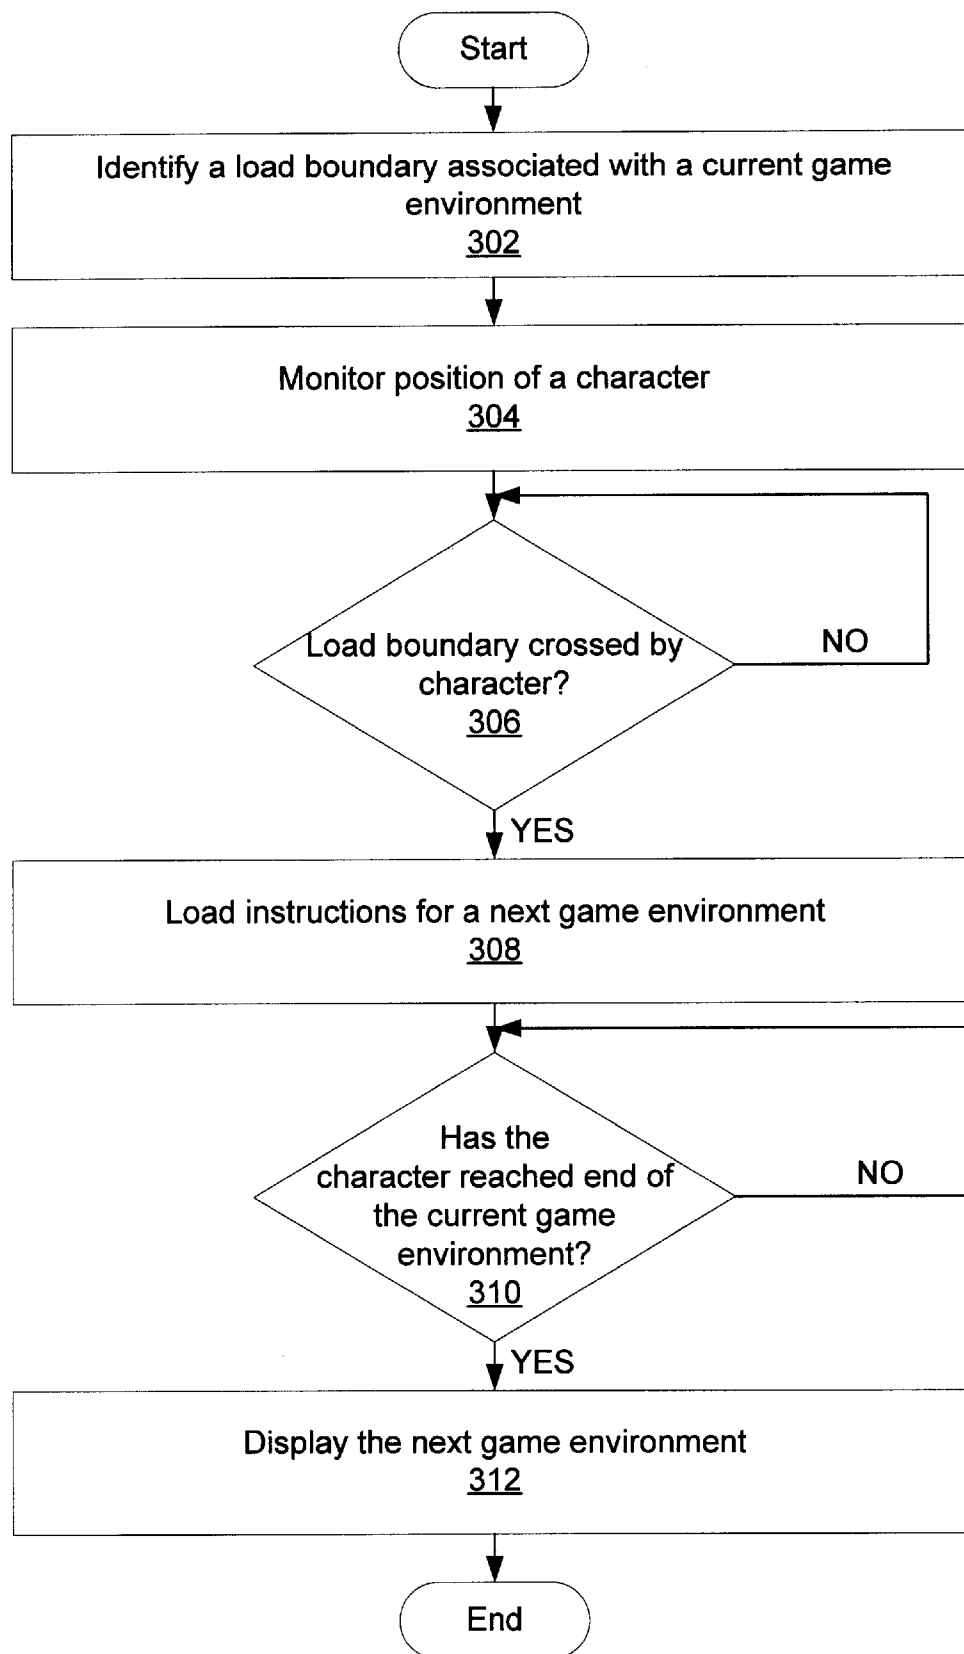 Start
Identify a load boundary associated with a current game
environment
302
Monitor position of a character
304
Load boundary crossed by
character?
306
NO
YES
Load instructions for a next game environment
308
Has the
character reached end of
the current game
environment?
310
NO
YES
Display the next game environment
312
End